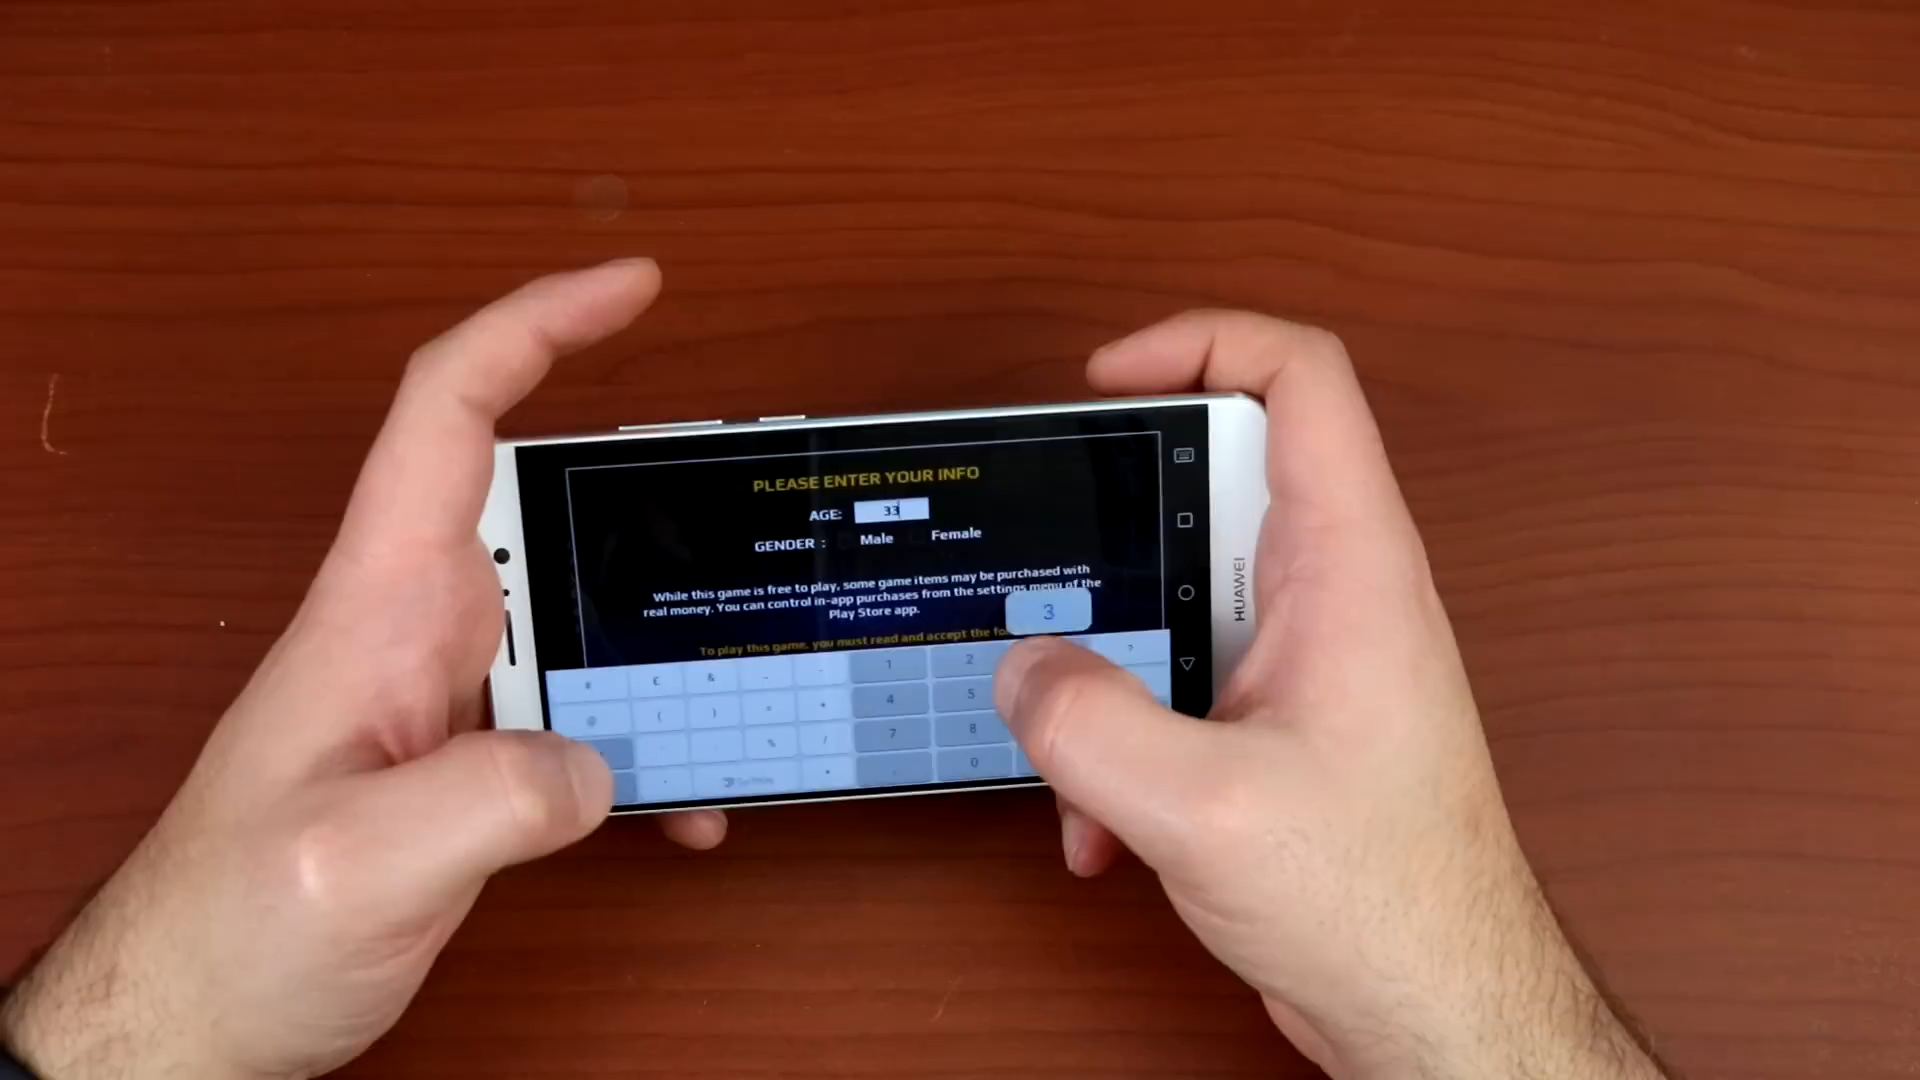 PLEASE ENTER YOUR INFO
AGE: 33
GENDER : Male Female
While this game is free to play, some game items may be purchased with
real money. You can control in-app purchases from the settings menu of the
Play Store app.
To play this game, you must read and accept the
3
£ & - 1 2 ?
@ ( ) 4 5
% / 7 8
0
HUAWEI